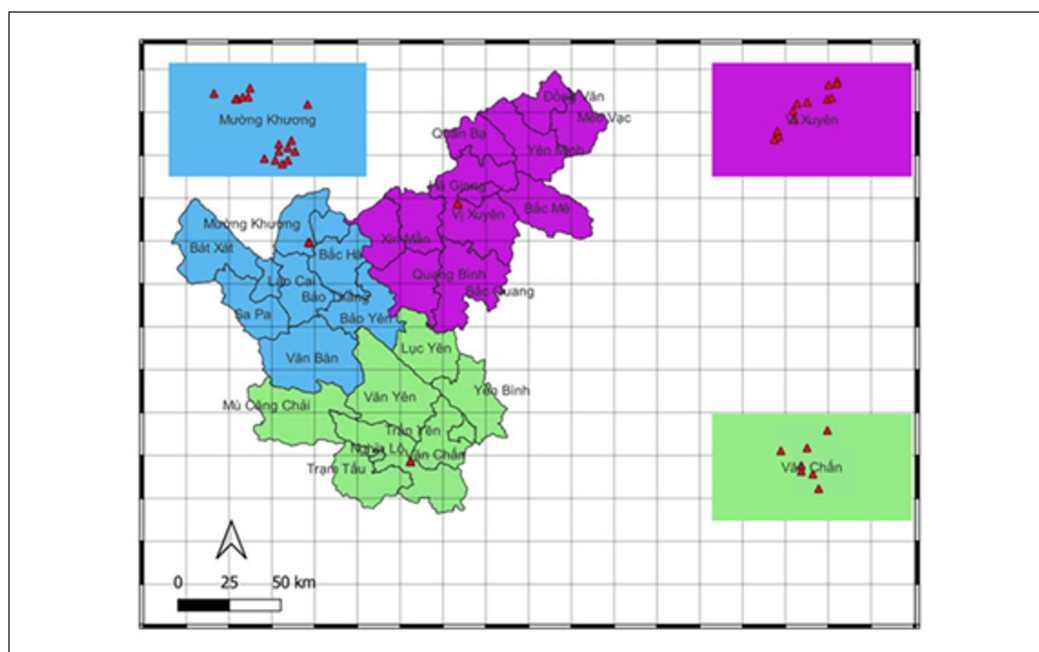 Mường Khương
Vị Xuyên
Đồng Văn
Mèo Vạc
Quản Bạ
Yên Minh
Hà Giang
Bắc Mê
Vị Xuyên
Mường Khương
Xín Mần
Bát Xát
Bắc Hà
Quang Bình
Lào Cai
Bắc Quang
Bảo Thắng
Sa Pa
Bảo Yên
Lục Yên
Văn Bàn
Yên Bình
Văn Yên
Mù Căng Chải
Trấn Yên
Nghĩa Lộ
Văn Chấn
Trạm Tấu
Văn Chấn
0 25 50 km